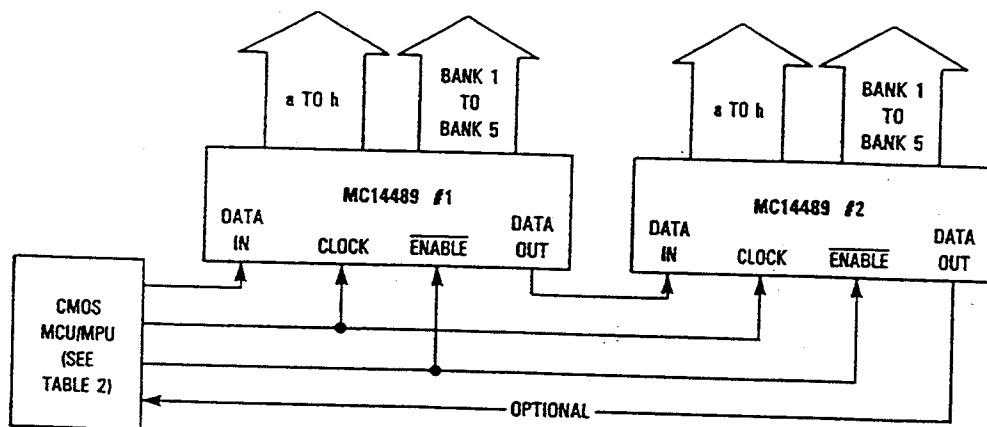 a TO h
BANK 1
TO
BANK 5
a TO h
BANK 1
TO
BANK 5
MC14489 #1
DATA
IN
CLOCK
ENABLE
DATA
OUT
MC14489 #2
DATA
IN
CLOCK
ENABLE
DATA
OUT
CMOS
MCU/MPU
(SEE
TABLE 2)
OPTIONAL